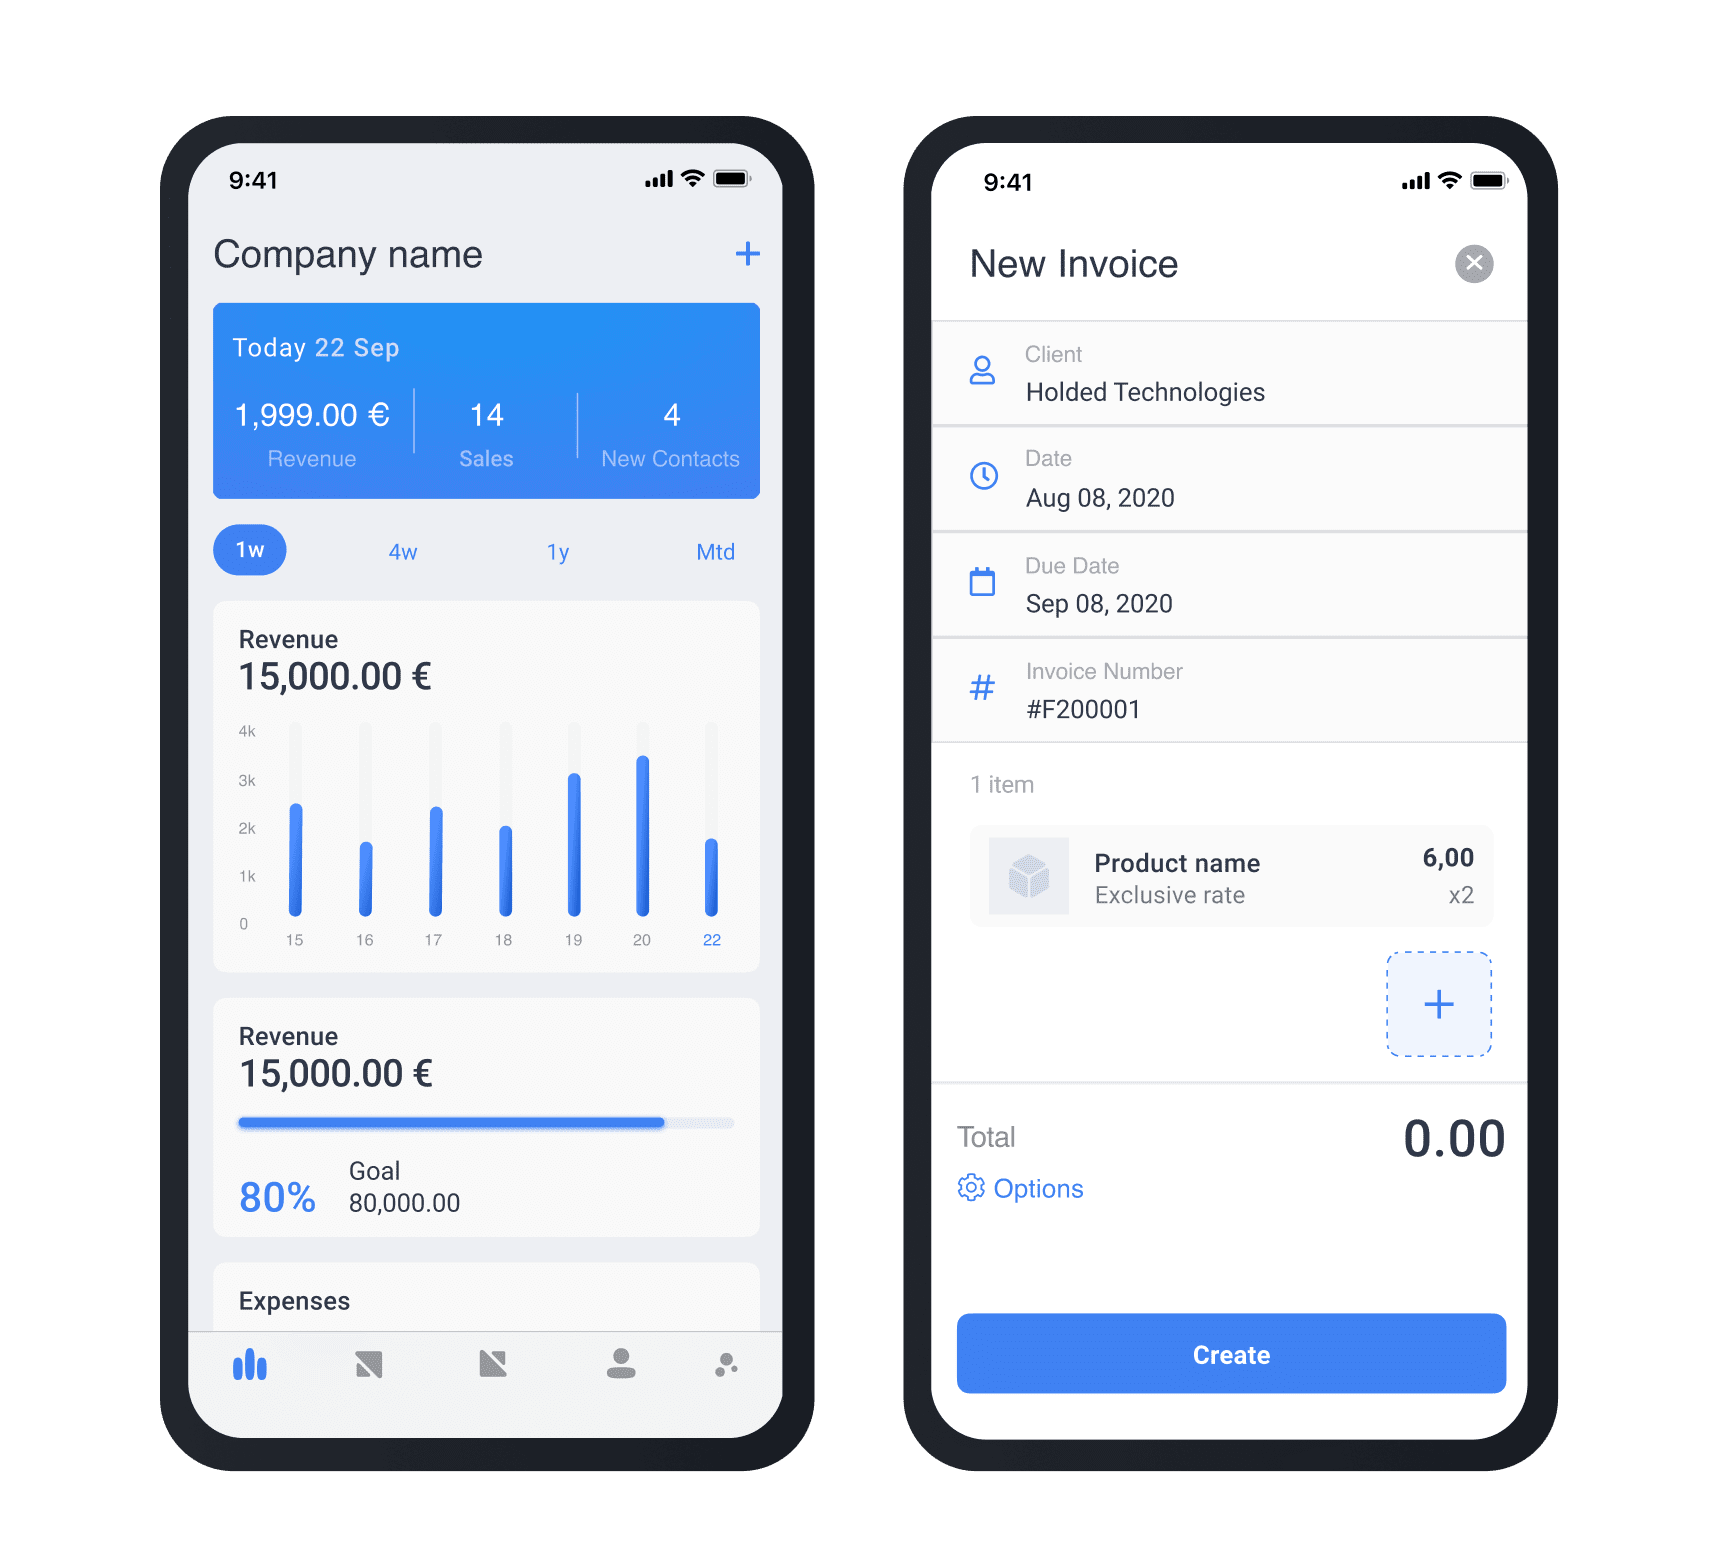 9:41
Company name
Today 22 Sep
1,999.00 € 14 4
Revenue Sales New Contacts
1w 4w 1y Mtd
Revenue
15,000.00 €
4k
3k
2k
1k
0
15 16 17 18 19 20 22
Revenue
15,000.00 €
80%
Goal
80,000.00
Expenses
9:41
New Invoice
Client
Holded Technologies
Date
Aug 08, 2020
Due Date
Sep 08, 2020
# Invoice Number
#F200001
1 item
Product name 6,00
Exclusive rate x2
Total 0.00
Options
Create